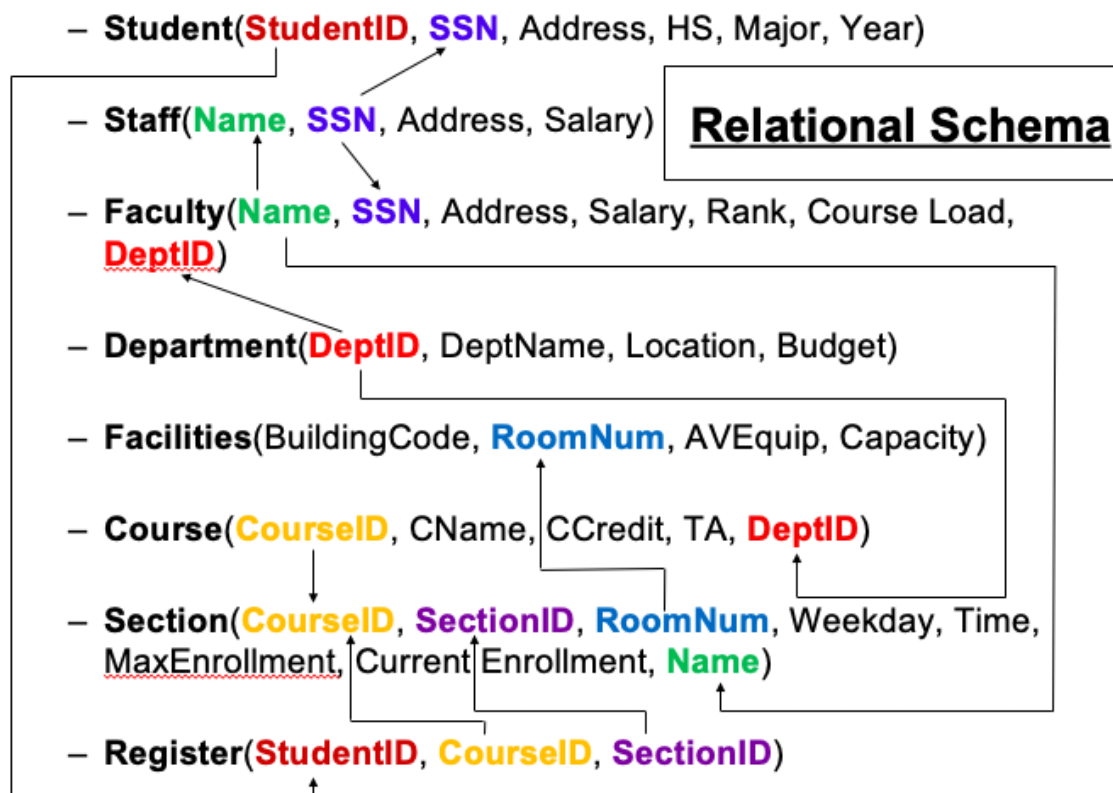 – Student(StudentID, SSN, Address, HS, Major, Year)
– Staff(Name, SSN, Address, Salary)
Relational Schema
– Faculty(Name, SSN, Address, Salary, Rank, Course Load,
DeptID)
– Department(DeptID, DeptName, Location, Budget)
– Facilities(BuildingCode, RoomNum, AVEquip, Capacity)
– Course(CourseID, CName, CCredit, TA, DeptID)
– Section(CourseID, SectionID, RoomNum, Weekday, Time,
MaxEnrollment, Current Enrollment, Name)
– Register(StudentID, CourseID, SectionID)